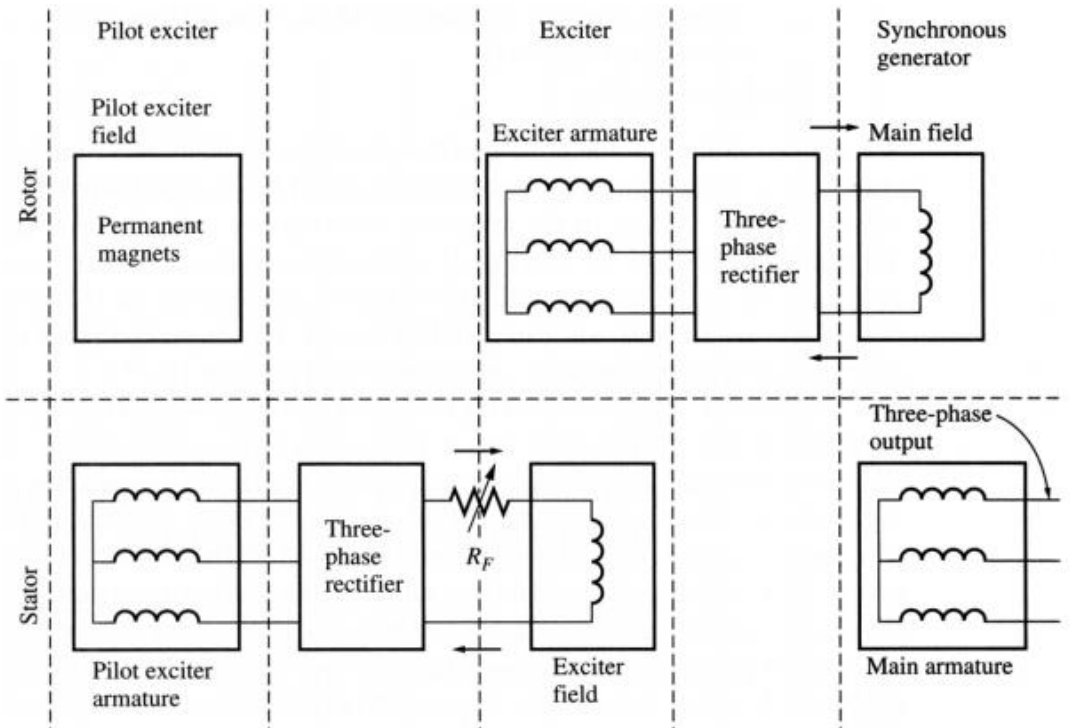 Pilot exciter
Exciter
Synchronous
generator
Pilot exciter
field
Exciter armature
Main field
Rotor
Permanent
magnets
Three-
phase
rectifier
Three-phase
output
Stator
Three-
phase
rectifier
R_F
Pilot exciter
armature
Exciter
field
Main armature